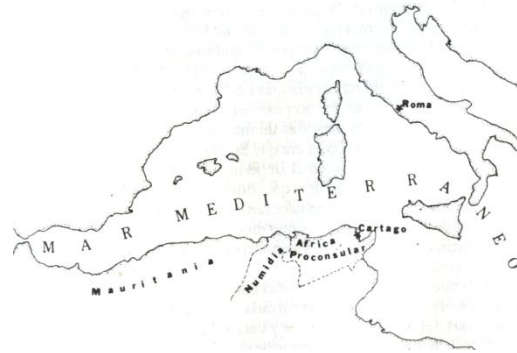 Roma
MAR MEDITERRANEO
Cartago
Africa
Proconsular
Numidia
Mauritania